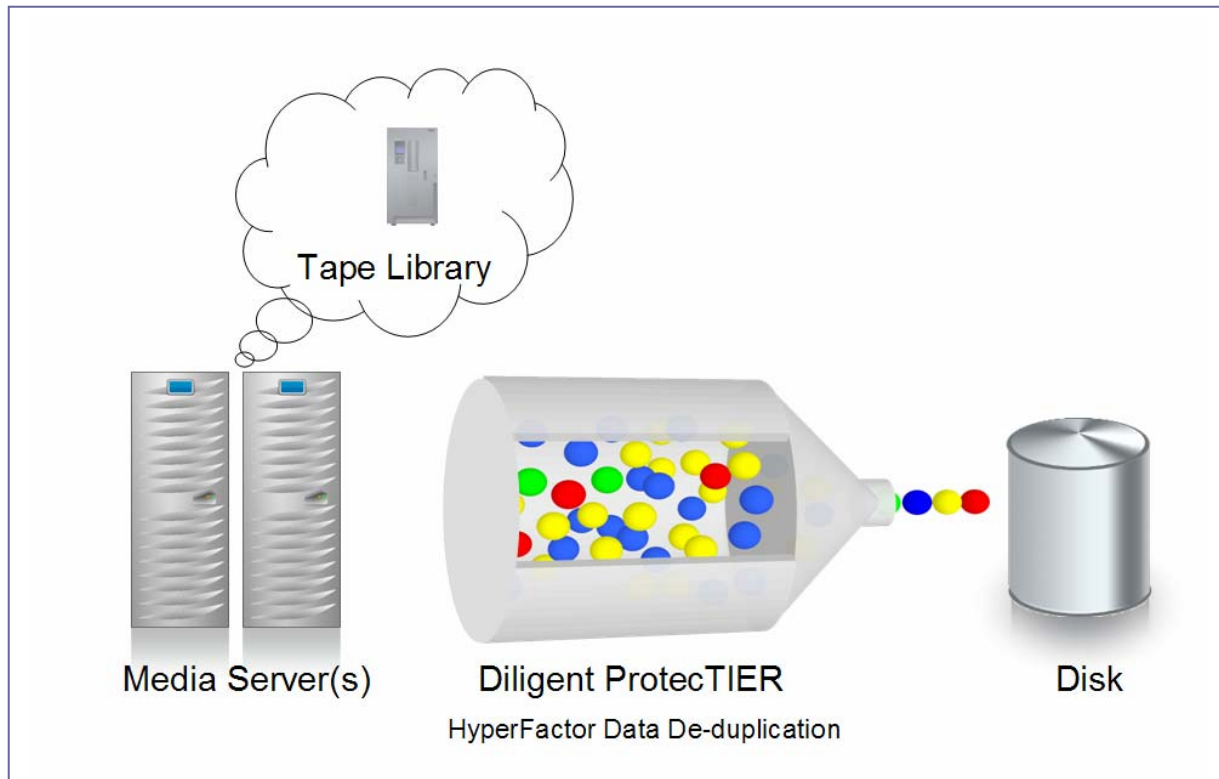 Tape Library
Media Server(s)
Diligent ProtecTIER
Disk
HyperFactor Data De-duplication